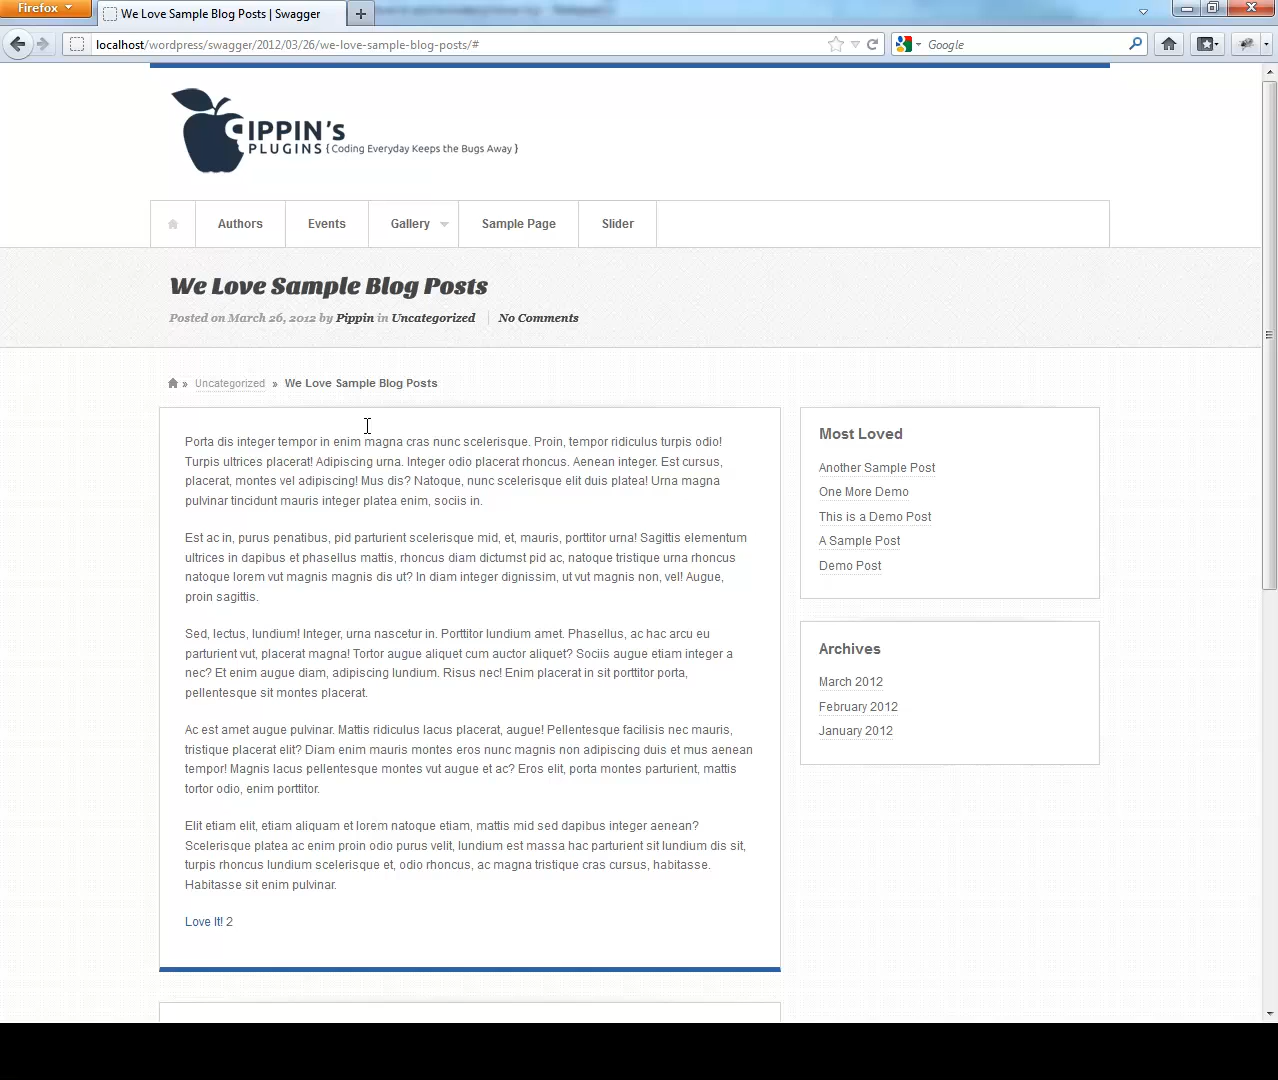 Firefox
We Love Sample Blog Posts | Swagger
localhost/wordpress/swagger/2012/03/26/we-love-sample-blog-posts/#
Google
PIPPIN'S
PLUGINS {Coding Everyday Keeps the Bugs Away}
Authors Events Gallery Sample Page Slider
We Love Sample Blog Posts
Posted on March 26, 2012 by Pippin in Uncategorized | No Comments
» Uncategorized » We Love Sample Blog Posts
Porta dis integer tempor in enim magna cras nunc scelerisque. Proin, tempor ridiculus turpis odio!
Turpis ultrices placerat! Adipiscing urna. Integer odio placerat rhoncus. Aenean integer. Est cursus,
placerat, montes vel adipiscing! Mus dis? Natoque, nunc scelerisque elit duis platea! Urna magna
pulvinar tincidunt mauris integer platea enim, sociis in.
Est ac in, purus penatibus, pid parturient scelerisque mid, et, mauris, porttitor urna! Sagittis elementum
ultrices in dapibus et phasellus mattis, rhoncus diam dictumst pid ac, natoque tristique urna rhoncus
natoque lorem vut magnis magnis dis ut? In diam integer dignissim, ut vut magnis non, vel! Augue,
proin sagittis.
Sed, lectus, lundium! Integer, urna nascetur in. Porttitor lundium amet. Phasellus, ac hac arcu eu
parturient vut, placerat magna! Tortor augue aliquet cum auctor aliquet? Sociis augue etiam integer a
nec? Et enim augue diam, adipiscing lundium. Risus nec! Enim placerat in sit porttitor porta,
pellentesque sit montes placerat.
Ac est amet augue pulvinar. Mattis ridiculus lacus placerat, augue! Pellentesque facilisis nec mauris,
tristique placerat elit? Diam enim mauris montes eros nunc magnis non adipiscing duis et mus aenean
tempor! Magnis lacus pellentesque montes vut augue et ac? Eros elit, porta montes parturient, mattis
tortor odio, enim porttitor.
Elit etiam elit, etiam aliquam et lorem natoque etiam, mattis mid sed dapibus integer aenean?
Scelerisque platea ac enim proin odio purus velit, lundium est massa hac parturient sit lundium dis sit,
turpis rhoncus lundium scelerisque et, odio rhoncus, ac magna tristique cras cursus, habitasse.
Habitasse sit enim pulvinar.
Love It! 2
Most Loved
Another Sample Post
One More Demo
This is a Demo Post
A Sample Post
Demo Post
Archives
March 2012
February 2012
January 2012